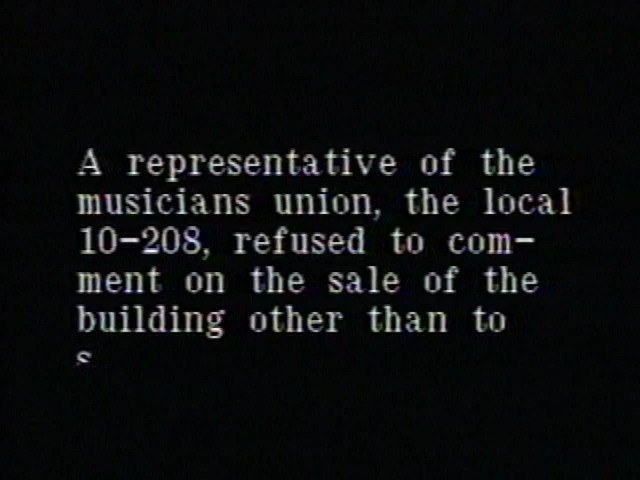 A representative of the
musicians union, the local
10-208, refused to com-
ment on the sale of the
building other than to
s